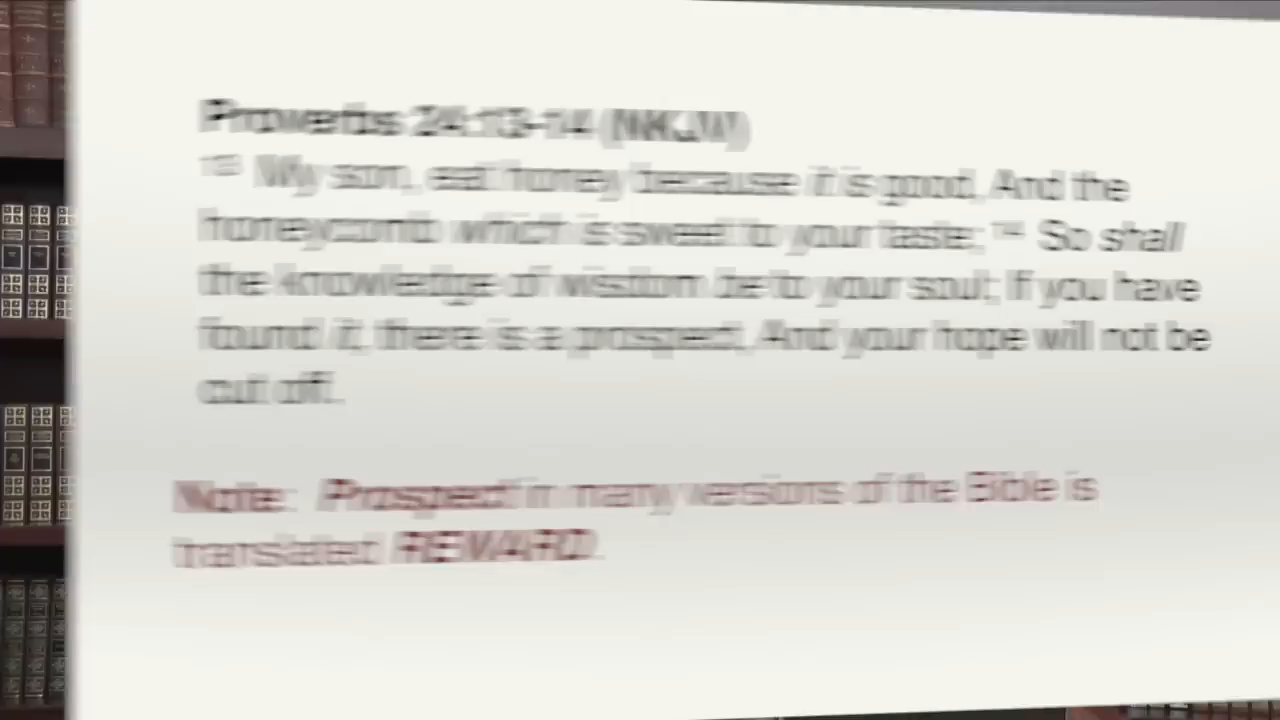 Proverbs 24:13-14 (NKJV)
13 My son, eat honey because it is good, And the
honeycomb which is sweet to your taste; 14 So shall
the knowledge of wisdom be to your soul; If you have
found it, there is a prospect, And your hope will not be
cut off.
Note: Prospect in many versions of the Bible is
translated REWARD.